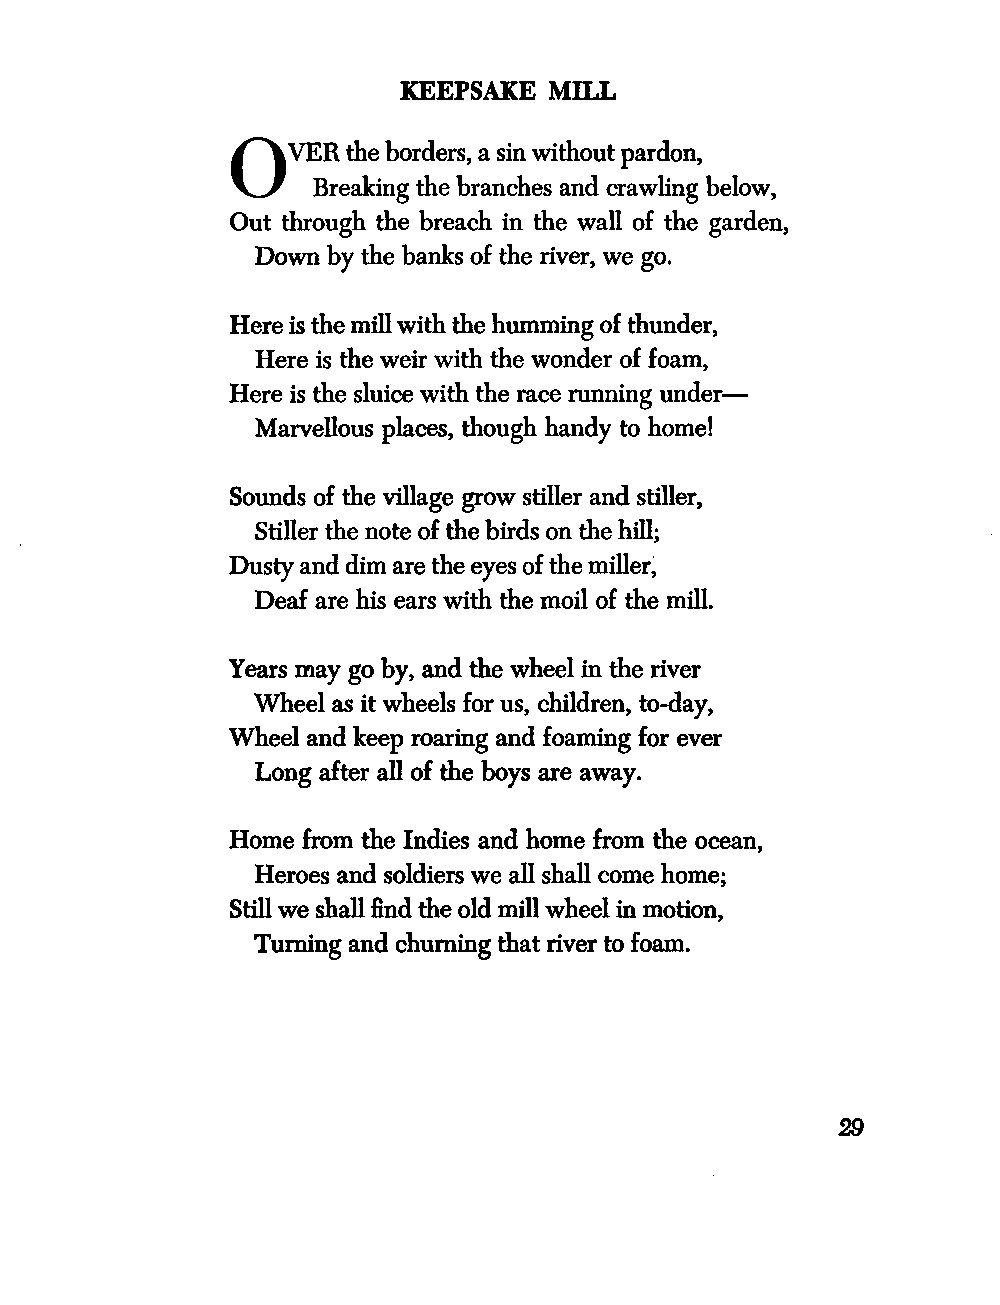 KEEPSAKE MILL
OVER the borders, a sin without pardon,
Breaking the branches and crawling below,
Out through the breach in the wall of the garden,
Down by the banks of the river, we go.
Here is the mill with the humming of thunder,
Here is the weir with the wonder of foam,
Here is the sluice with the race running under—
Marvellous places, though handy to home!
Sounds of the village grow stiller and stiller,
Stiller the note of the birds on the hill;
Dusty and dim are the eyes of the miller,
Deaf are his ears with the moil of the mill.
Years may go by, and the wheel in the river
Wheel as it wheels for us, children, to-day,
Wheel and keep roaring and foaming for ever
Long after all of the boys are away.
Home from the Indies and home from the ocean,
Heroes and soldiers we all shall come home;
Still we shall find the old mill wheel in motion,
Turning and churning that river to foam.
29